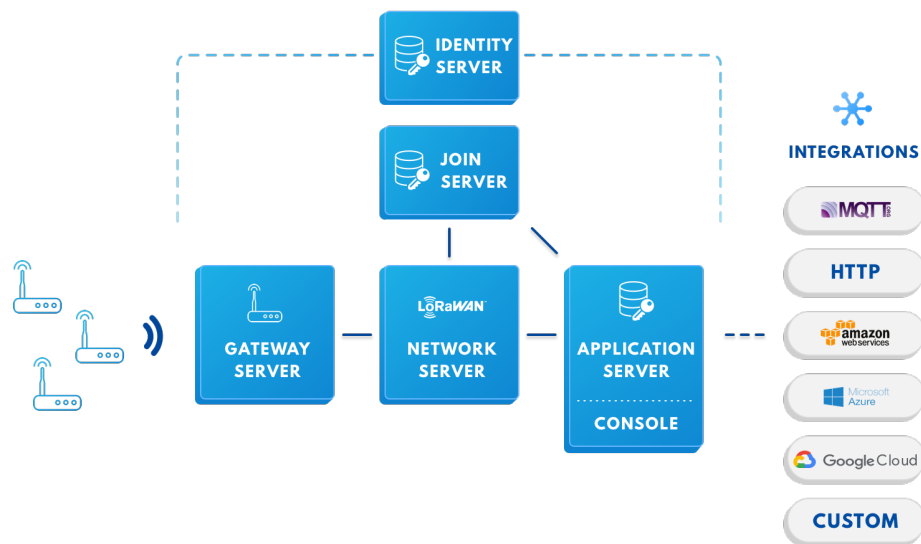 IDENTITY
SERVER
JOIN
SERVER
INTEGRATIONS
MQTT
.ORG
HTTP
LoRaWAN
GATEWAY
SERVER
NETWORK
SERVER
APPLICATION
SERVER
CONSOLE
amazon
web services
Microsoft
Azure
Google Cloud
CUSTOM